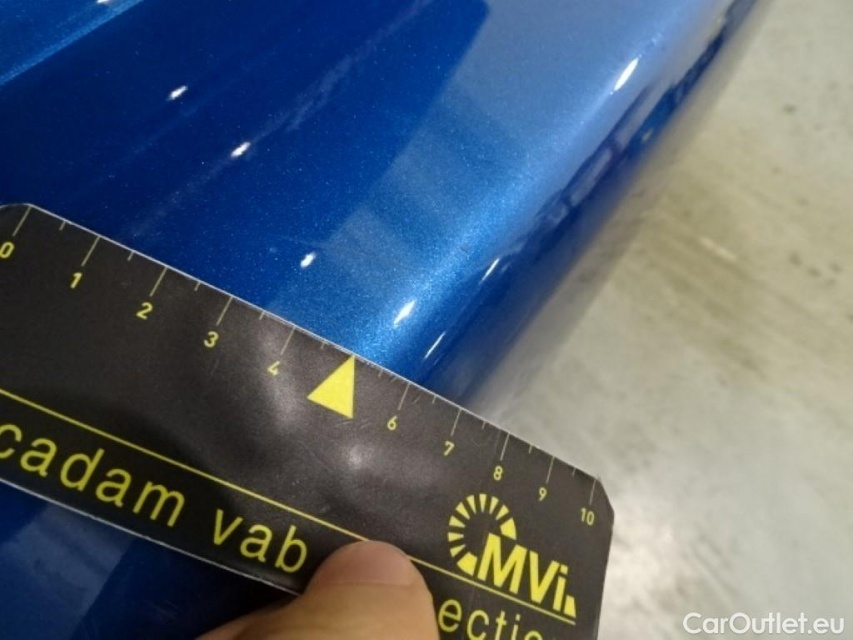 0 1 2 3 4 6 7 8 9 10
cadam vab
MVi
ectio
CarOutlet.eu